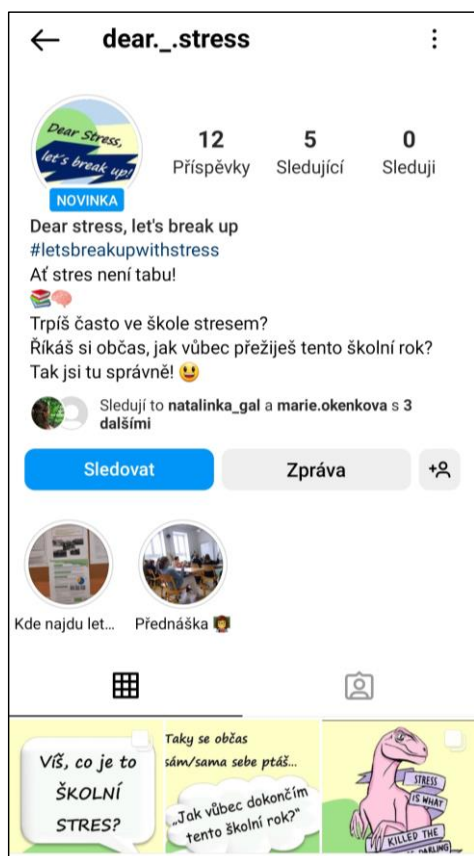 dear._.stress
Dear Stress,
let's break up!
NOVINKA
12
Příspěvky
5
Sledující
0
Sleduji
Dear stress, let's break up
#letsbreakupwithstress
Ať stres není tabu!
Trpíš často ve škole stresem?
Říkáš si občas, jak vůbec přežiješ tento školní rok?
Tak jsi tu správně!
Sledují to natalinka_gal a marie.okenkova s 3
dalšími
Sledovat
Zpráva
Kde najdu let...
Přednáška
Víš, co je to
ŠKOLNÍ
STRES?
Taky se občas
sám/sama sebe ptáš...
„Jak vůbec dokončím
tento školní rok?"
STRESS
IS WHAT
KILLED THE
DARLING